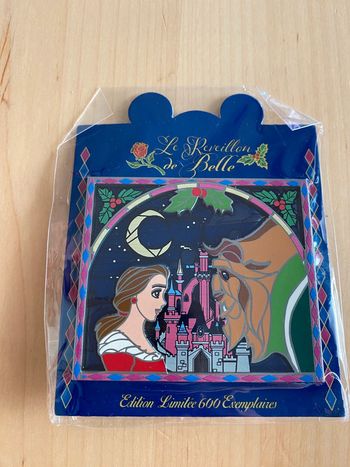 Le Réveillon
de Belle
Edition Limitée 600 Exemplaires